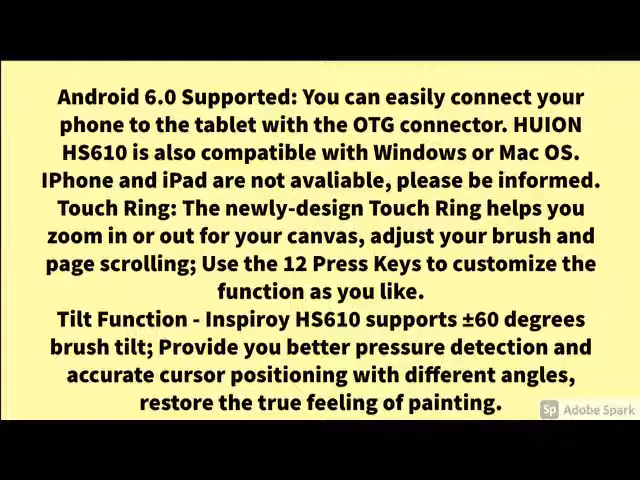 Android 6.0 Supported: You can easily connect your
phone to the tablet with the OTG connector. HUION
HS610 is also compatible with Windows or Mac OS.
IPhone and iPad are not avaliable, please be informed.
Touch Ring: The newly-design Touch Ring helps you
zoom in or out for your canvas, adjust your brush and
page scrolling; Use the 12 Press Keys to customize the
function as you like.
Tilt Function - Inspiroy HS610 supports ±60 degrees
brush tilt; Provide you better pressure detection and
accurate cursor positioning with different angles,
restore the true feeling of painting.
Sp Adobe Spark